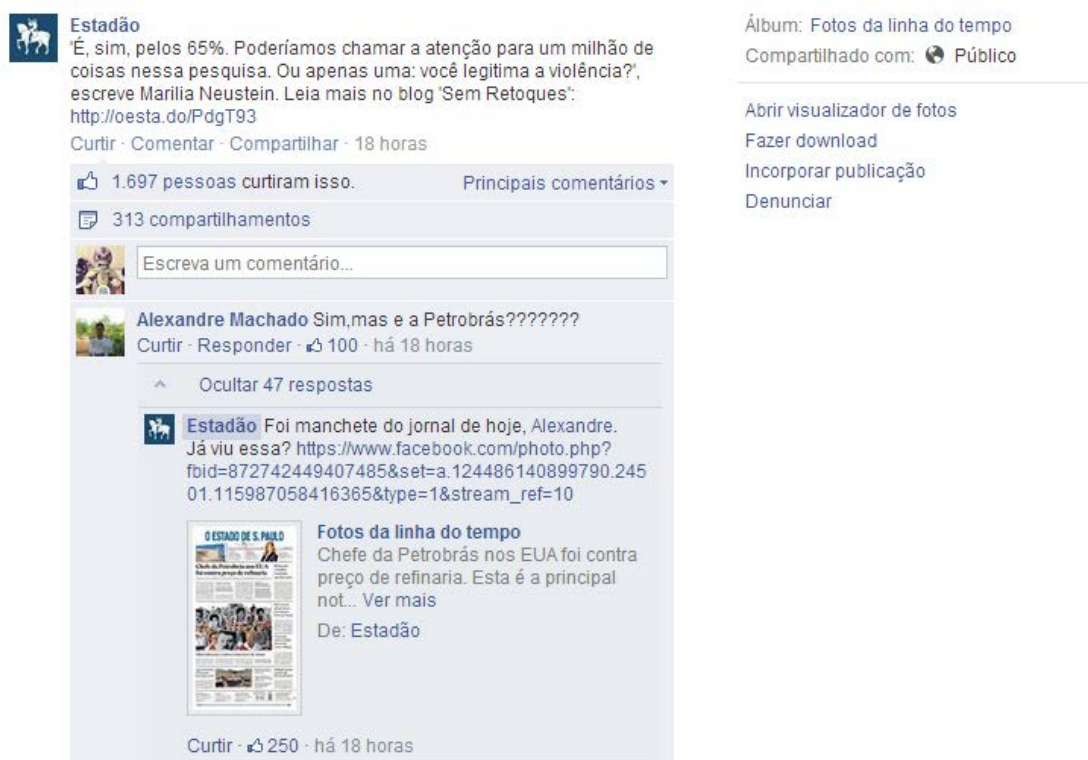 Estadão
'É, sim, pelos 65%. Poderíamos chamar a atenção para um milhão de
coisas nessa pesquisa. Ou apenas uma: você legitima a violência?',
escreve Marilia Neustein. Leia mais no blog 'Sem Retoques':
http://oesta.do/PdgT93
Curtir · Comentar · Compartilhar · 18 horas
1.697 pessoas curtiram isso. Principais comentários
313 compartilhamentos
Escreva um comentário...
Alexandre Machado Sim,mas e a Petrobrás???????
Curtir · Responder · 100 · há 18 horas
Ocultar 47 respostas
Estadão Foi manchete do jornal de hoje, Alexandre.
Já viu essa? https://www.facebook.com/photo.php?
fbid=872742449407485&set=a.124486140899790.245
01.115987058416365&type=1&stream_ref=10
O ESTADO DE S. PAULO
Chefe da Petrobrás nos EUA
foi contra preço de refinaria
Fotos da linha do tempo
Chefe da Petrobrás nos EUA foi contra
preço de refinaria. Esta é a principal
not... Ver mais
De: Estadão
Curtir · 250 · há 18 horas
Álbum: Fotos da linha do tempo
Compartilhado com: Público
Abrir visualizador de fotos
Fazer download
Incorporar publicação
Denunciar